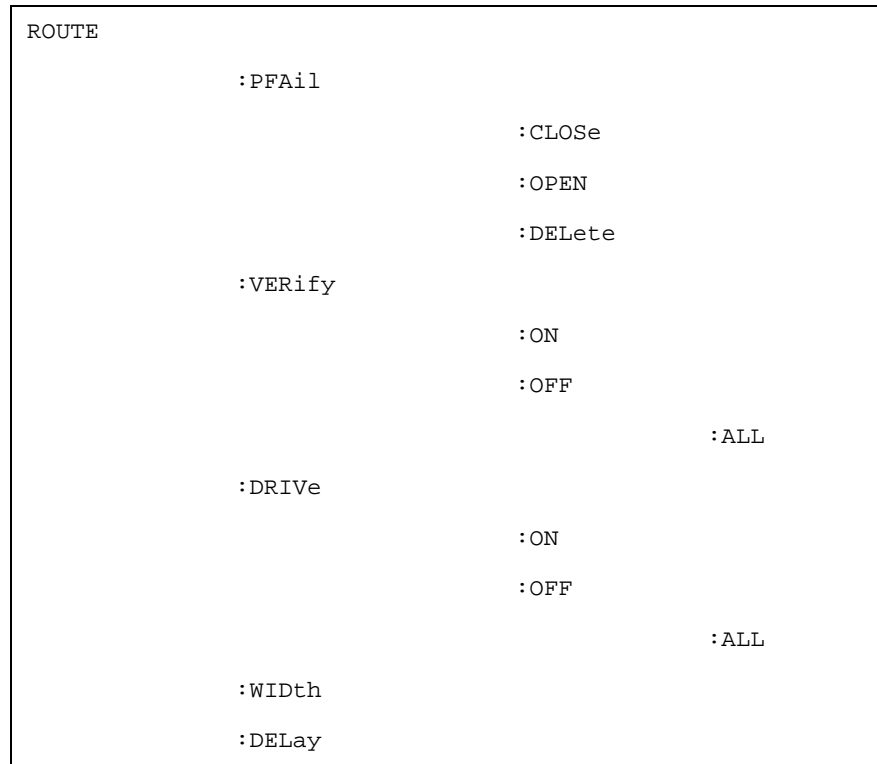 ROUTE
:PFAil
:CLOSe
:OPEN
:DELete
:VERify
:ON
:OFF
:ALL
:DRIVe
:ON
:OFF
:ALL
:WIDth
:DELay